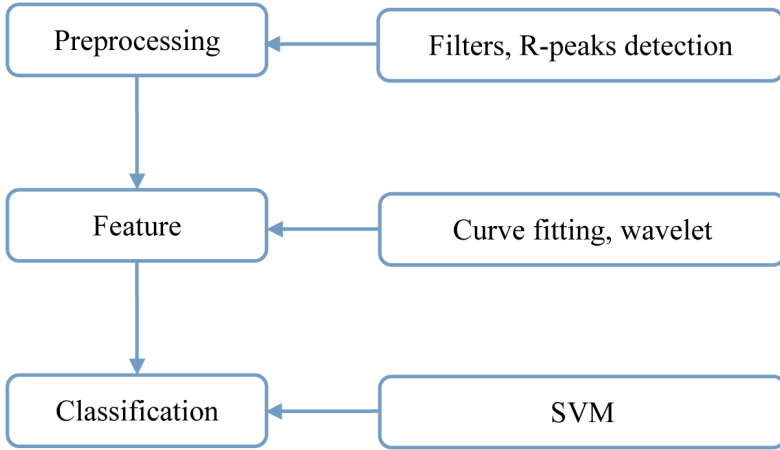 Preprocessing
Filters, R-peaks detection
Feature
Curve fitting, wavelet
Classification
SVM